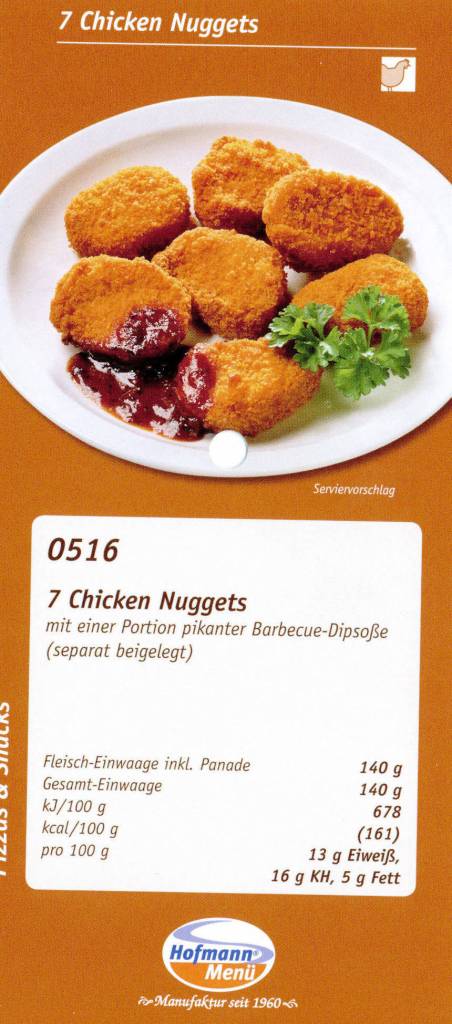 7 Chicken Nuggets
Serviervorschlag
0516
7 Chicken Nuggets
mit einer Portion pikanter Barbecue-Dipsoße
(separat beigelegt)
Fleisch-Einwaage inkl. Panade 140 g
Gesamt-Einwaage 140 g
kJ/100 g 678
kcal/100 g (161)
pro 100 g 13 g Eiweiß,
16 g KH, 5 g Fett
Pizzas & Snacks
Hofmann®
Menü
Manufaktur seit 1960